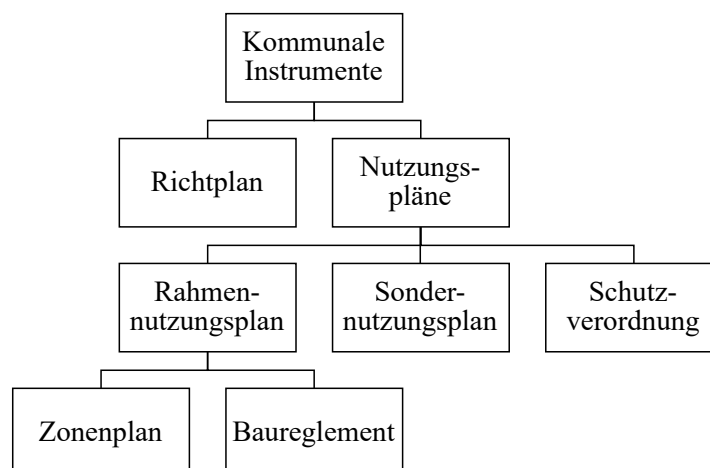 Kommunale
Instrumente
Richtplan
Nutzungs-
pläne
Rahmen-
nutzungsplan
Sonder-
nutzungsplan
Schutz-
verordnung
Zonenplan
Baureglement